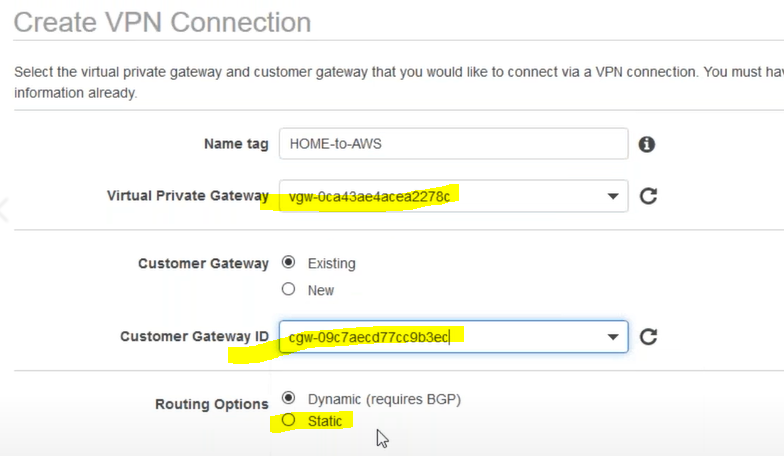 Create VPN Connection
Select the virtual private gateway and customer gateway that you would like to connect via a VPN connection. You must ha
information already.
Name tag HOME-to-AWS
Virtual Private Gateway vgw-0ca43ae4acea2278c
Customer Gateway Existing
New
Customer Gateway ID cgw-09c7aecd77cc9b3ec
Routing Options Dynamic (requires BGP)
Static